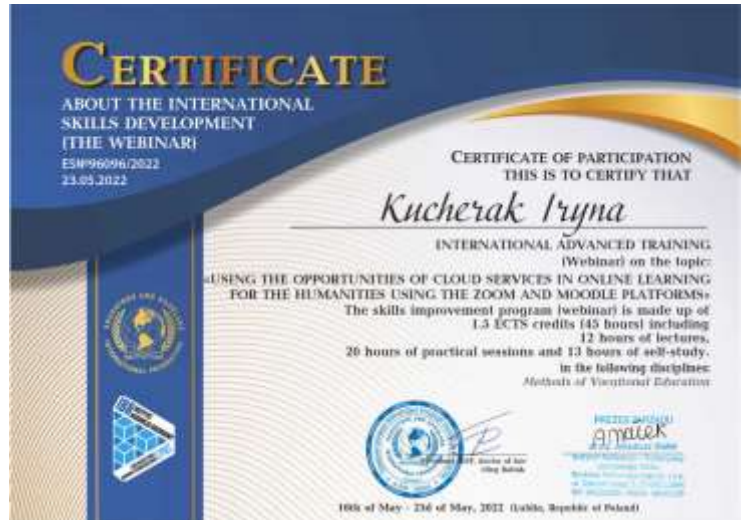 CERTIFICATE
ABOUT THE INTERNATIONAL
SKILLS DEVELOPMENT
(THE WEBINAR)
ES№96096/2022
23.05.2022
CERTIFICATE OF PARTICIPATION
THIS IS TO CERTIFY THAT
Kucherak Iryna
INTERNATIONAL ADVANCED TRAINING
(Webinar) on the topic:
«USING THE OPPORTUNITIES OF CLOUD SERVICES IN ONLINE LEARNING
FOR THE HUMANITIES USING THE ZOOM AND MOODLE PLATFORMS»
The skills improvement program (webinar) is made up of
1.5 ECTS credits (45 hours) including
12 hours of lectures,
20 hours of practical sessions and 13 hours of self-study.
in the following disciplines:
Methods of Vocational Education
PREZES ZARZĄDU
16th of May - 23d of May, 2022 (Lublin, Republic of Poland)